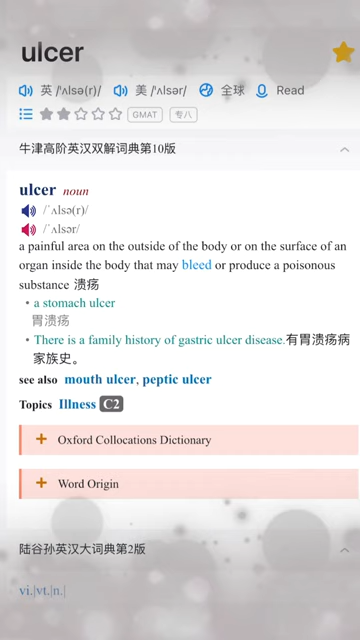 ulcer
英 /'ʌlsə(r)/ 美 /'ʌlsər/ 全球 Read
GMAT 专八
牛津高阶英汉双解词典第10版
ulcer noun
/ˈʌlsə(r)/
/ˈʌlsər/
a painful area on the outside of the body or on the surface of an
organ inside the body that may bleed or produce a poisonous
substance 溃疡
• a stomach ulcer
胃溃疡
• There is a family history of gastric ulcer disease.有胃溃疡病
家族史。
see also mouth ulcer, peptic ulcer
Topics Illness C2
+ Oxford Collocations Dictionary
+ Word Origin
陆谷孙英汉大词典第2版
vi.|vt.|n.|